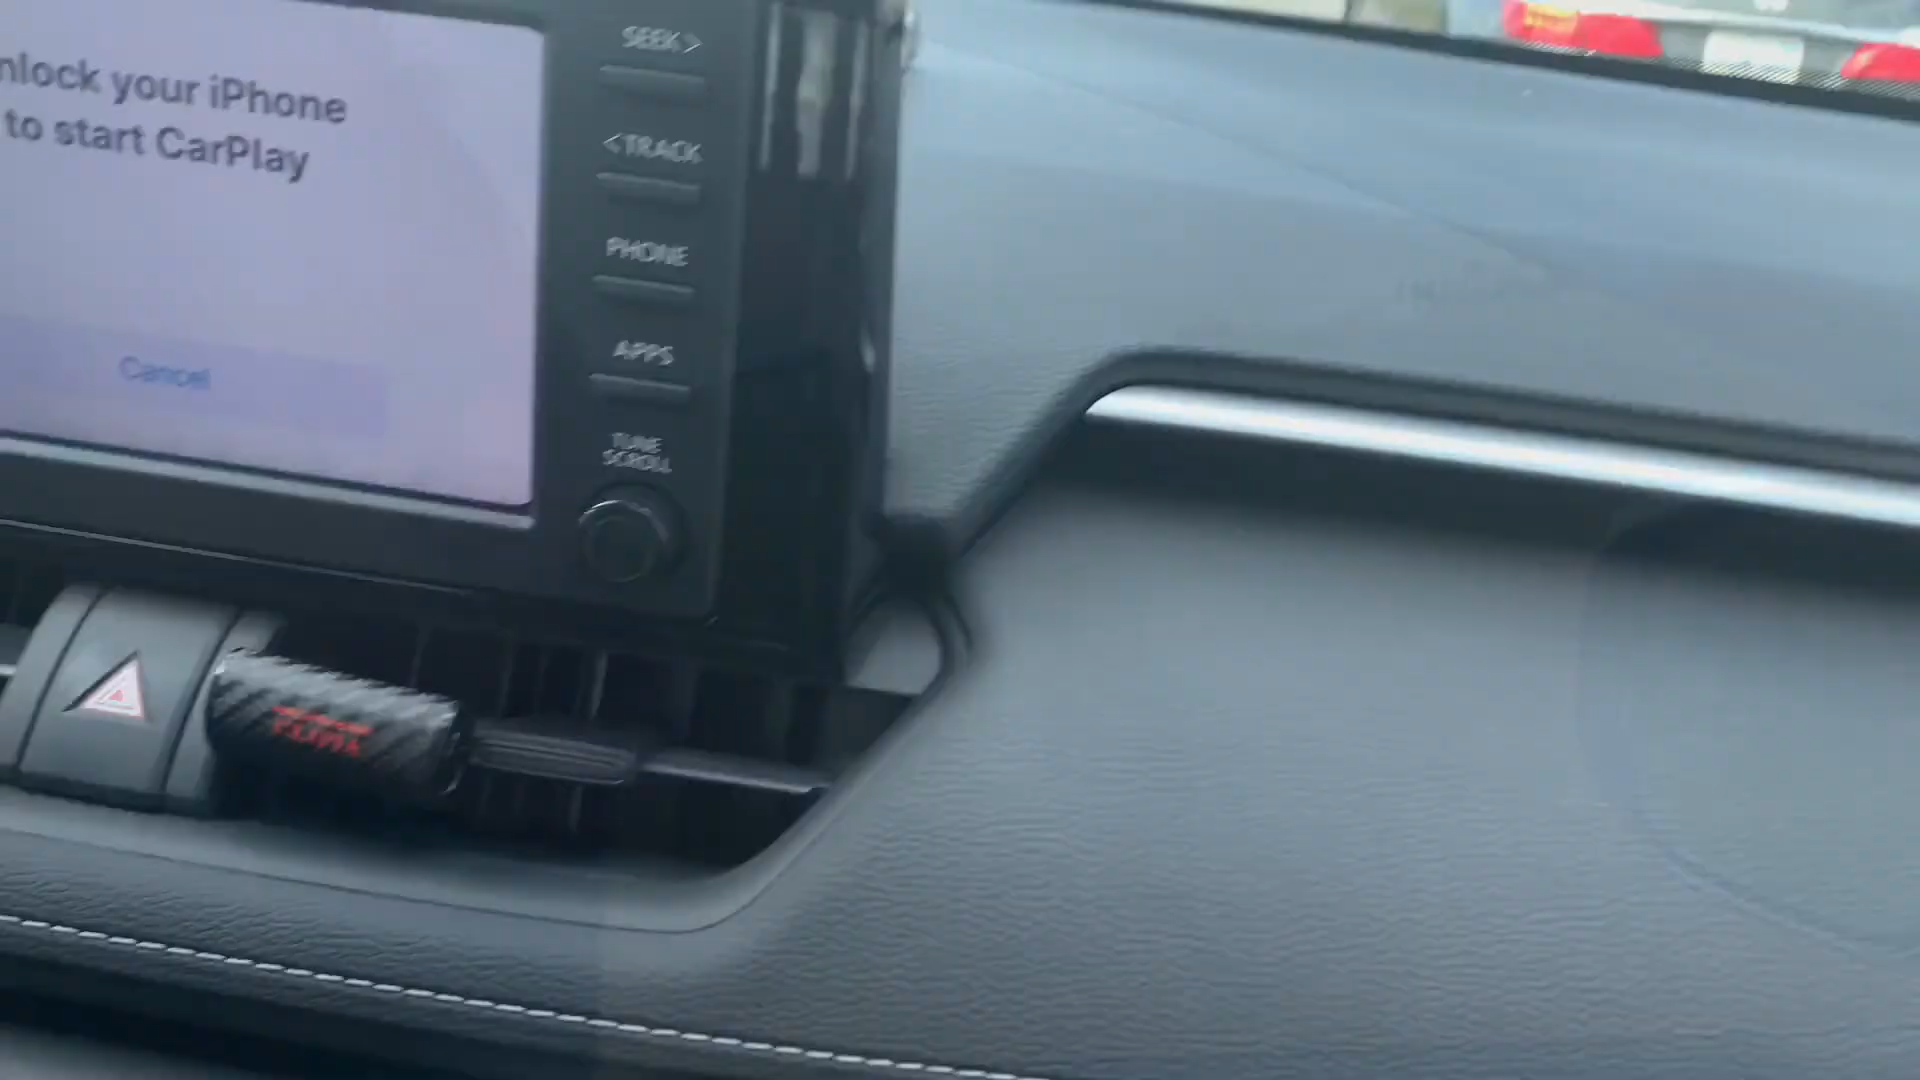 nlock your iPhone
to start CarPlay
Cancel
SEEK>
<TRACK
PHONE
APPS
TUNE
SCROLL